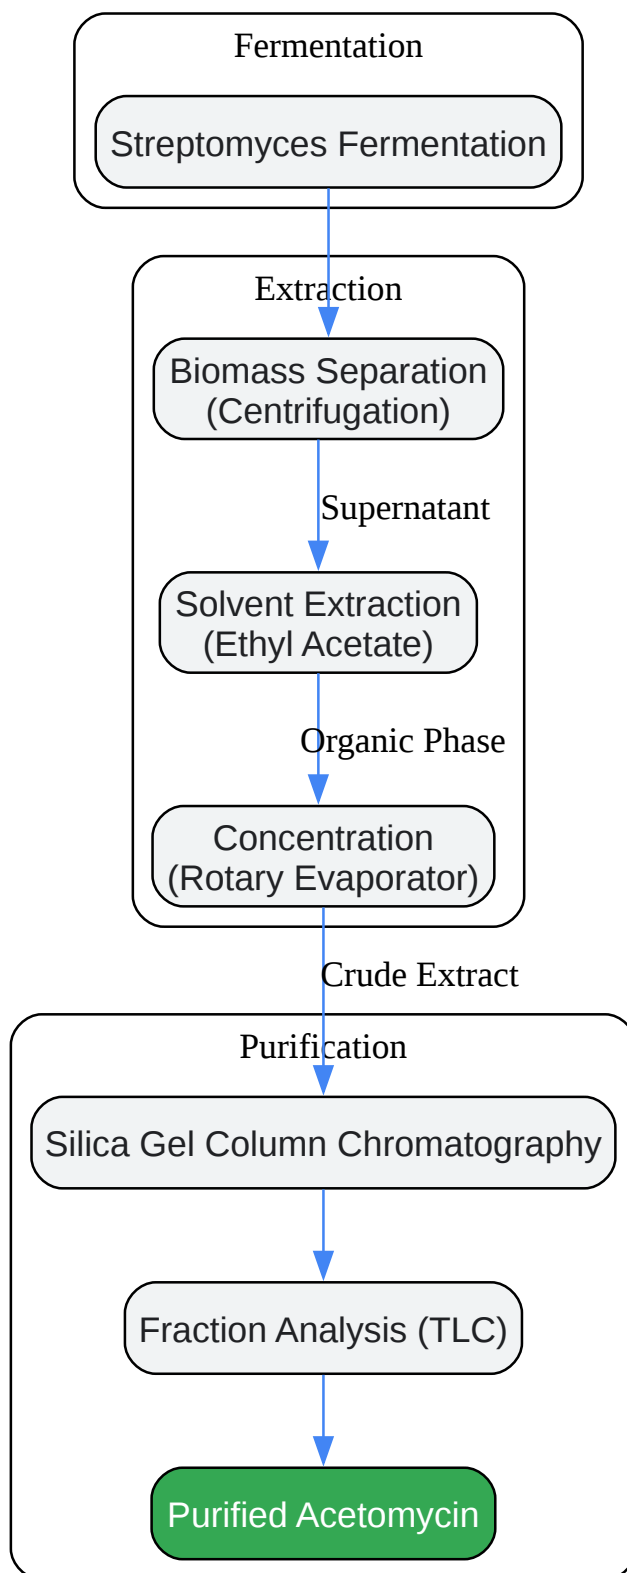 Fermentation
Streptomyces Fermentation
Extraction
Biomass Separation
(Centrifugation)
Supernatant
Solvent Extraction
(Ethyl Acetate)
Organic Phase
Concentration
(Rotary Evaporator)
Crude Extract
Purification
Silica Gel Column Chromatography
Fraction Analysis (TLC)
Purified Acetomycin